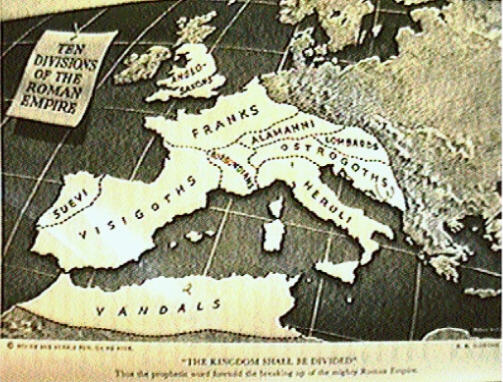 TEN
DIVISIONS
OF THE
ROMAN
EMPIRE
ANGLO-
SAXONS
FRANKS
ALAMANNI
LOMBARDS
BURGUNDIANS
OSTROGOTHS
SUEVI
VISIGOTHS
HERULI
VANDALS
"THE KINGDOM SHALL BE DIVIDED"
Thus the prophetic word foretold the breaking up of the mighty Roman Empire.